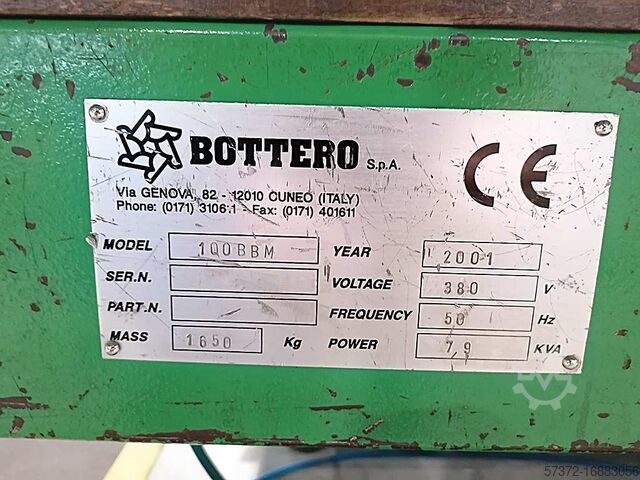 BOTTERO S.p.A.
CE
Via GENOVA, 82 - 12010 CUNEO (ITALY)
Phone: (0171) 3106.1 - Fax: (0171) 401611
MODEL 100BBM YEAR 2001
SER.N. VOLTAGE 380 V
PART.N. FREQUENCY 50 Hz
MASS 1650 Kg POWER 7,9 KVA
57372-16883056